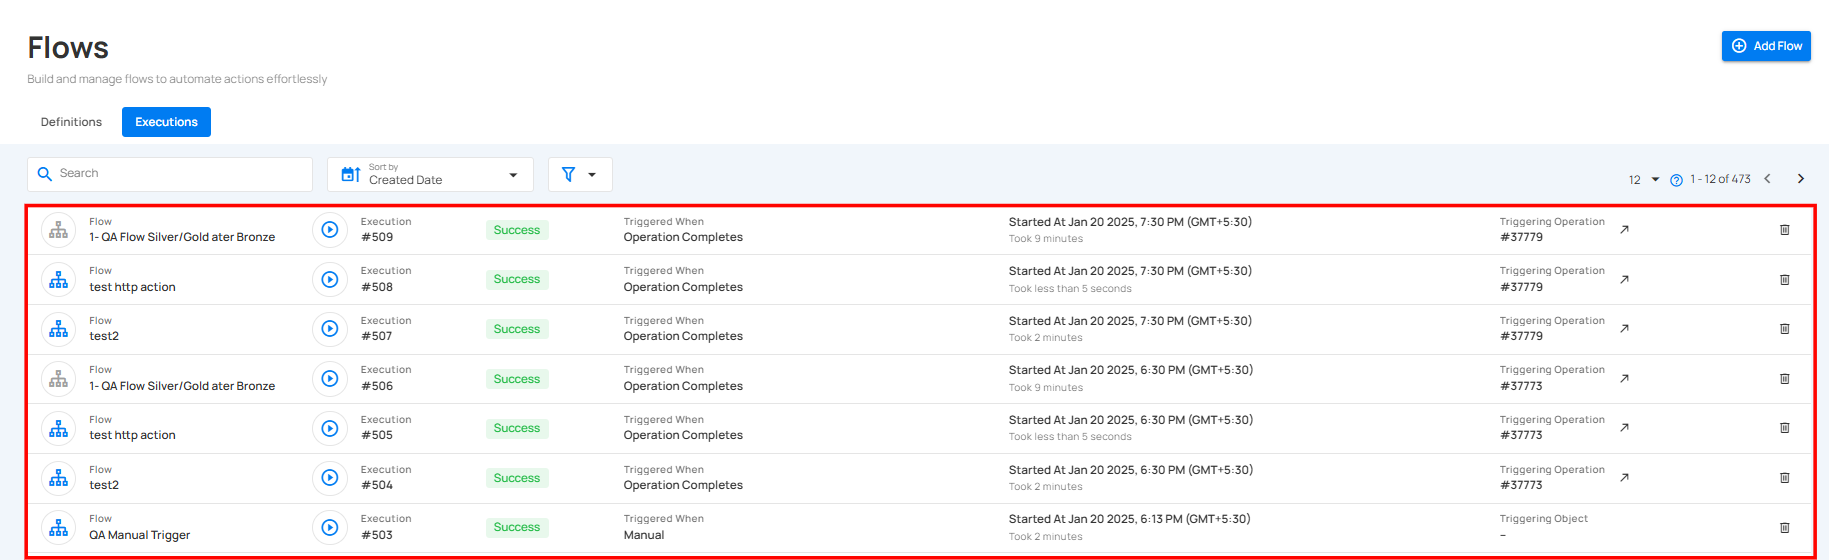 Flows
Add Flow
Build and manage flows to automate actions effortlessly
Definitions Executions
Search Sort by
Created Date 12 1 - 12 of 473
Flow Execution Success Triggered When Started At Jan 20 2025, 7:30 PM (GMT+5:30) Triggering Operation
1- QA Flow Silver/Gold ater Bronze #509 Operation Completes Took 9 minutes #37779
Flow Execution Success Triggered When Started At Jan 20 2025, 7:30 PM (GMT+5:30) Triggering Operation
test http action #508 Operation Completes Took less than 5 seconds #37779
Flow Execution Success Triggered When Started At Jan 20 2025, 7:30 PM (GMT+5:30) Triggering Operation
test2 #507 Operation Completes Took 2 minutes #37779
Flow Execution Success Triggered When Started At Jan 20 2025, 6:30 PM (GMT+5:30) Triggering Operation
1- QA Flow Silver/Gold ater Bronze #506 Operation Completes Took 9 minutes #37773
Flow Execution Success Triggered When Started At Jan 20 2025, 6:30 PM (GMT+5:30) Triggering Operation
test http action #505 Operation Completes Took less than 5 seconds #37773
Flow Execution Success Triggered When Started At Jan 20 2025, 6:30 PM (GMT+5:30) Triggering Operation
test2 #504 Operation Completes Took 2 minutes #37773
Flow Execution Success Triggered When Started At Jan 20 2025, 6:13 PM (GMT+5:30) Triggering Object
QA Manual Trigger #503 Manual Took 2 minutes –